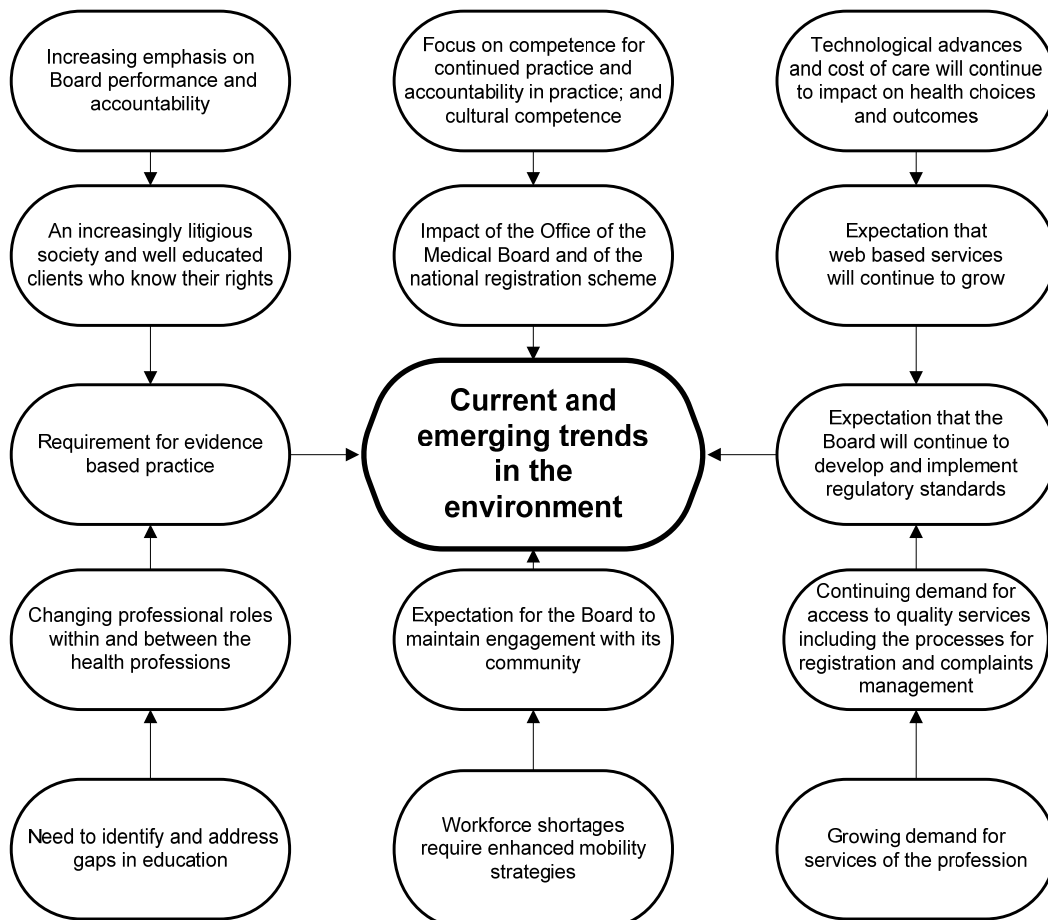 Increasing emphasis on
Board performance and
accountability
Focus on competence for
continued practice and
accountability in practice; and
cultural competence
Technological advances
and cost of care will continue
to impact on health choices
and outcomes
An increasingly litigious
society and well educated
clients who know their rights
Impact of the Office of the
Medical Board and of the
national registration scheme
Expectation that
web based services
will continue to grow
Requirement for evidence
based practice
Current and
emerging trends
in the
environment
Expectation that the
Board will continue to
develop and implement
regulatory standards
Changing professional roles
within and between the
health professions
Expectation for the Board to
maintain engagement with its
community
Continuing demand for
access to quality services
including the processes for
registration and complaints
management
Need to identify and address
gaps in education
Workforce shortages
require enhanced mobility
strategies
Growing demand for
services of the profession